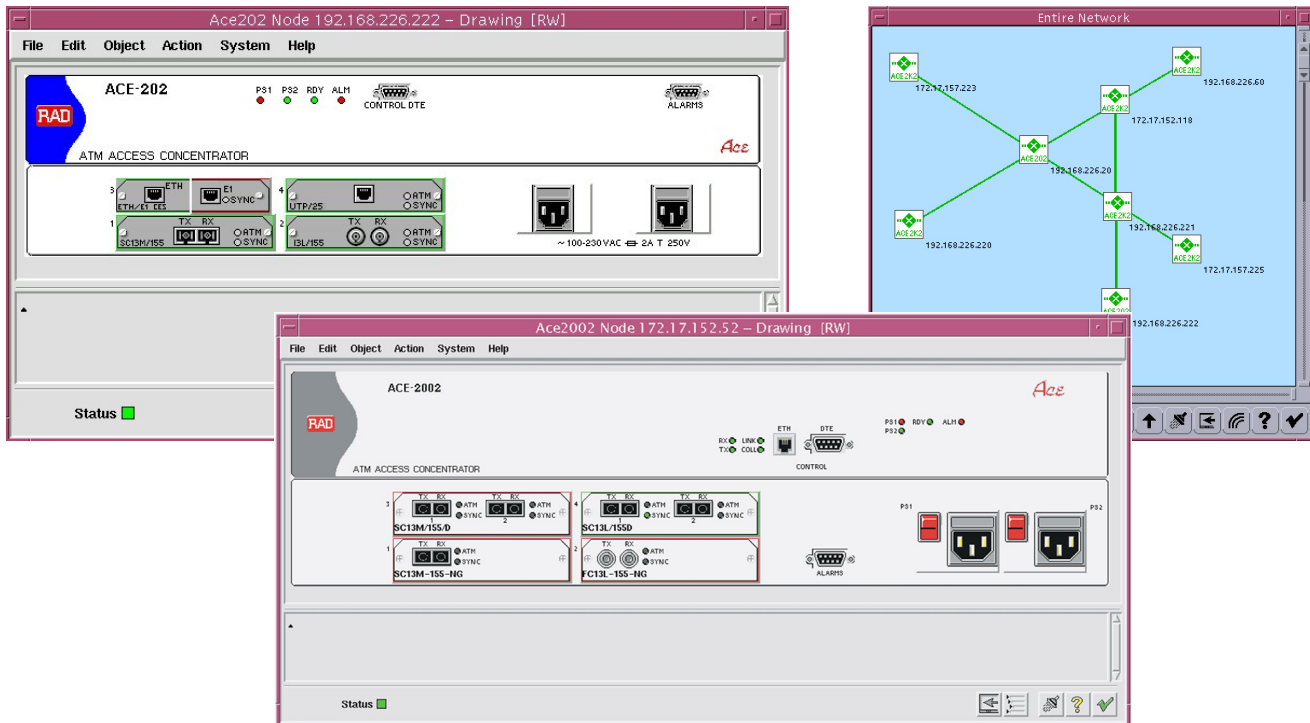 Ace202 Node 192.168.226.222 – Drawing [RW]
File Edit Object Action System Help
ACE-202
PS1 PS2 RDY ALM
CONTROL DTE
ALARMS
RAD
ATM ACCESS CONCENTRATOR
Ace
3 ETH E1 SYNC
ETH/E1 CES
4 ATM
UTP/25 SYNC
1 TX RX ATM
SC13M/155 SYNC
2 TX RX ATM
13L/155 SYNC
~ 100-230VAC 2A T 250V
Status
Entire Network
ACE2K2
172.17.157.223
ACE2K2
192.168.226.60
ACE2K2
172.17.152.118
ACE202
192.168.226.20
ACE2K2
192.168.226.221
ACE2K2
192.168.226.220
ACE2K2
172.17.157.225
ACE202
192.168.226.222
Ace2002 Node 172.17.152.52 – Drawing [RW]
File Edit Object Action System Help
ACE-2002
Ace
RAD
PS1 RDY ALM
PS2
ETH DTE
RX LINK
TX COLL
CONTROL
ATM ACCESS CONCENTRATOR
3 TX RX ATM TX RX ATM
SYNC SYNC
1 2
SC13M/155/D
4 TX RX ATM TX RX ATM
SYNC SYNC
1 2
SC13L/155D
1 TX RX ATM
SYNC
SC13M-155-NG
2 TX RX ATM
SYNC
FC13L-155-NG
ALARMS
PS1
PS2
Status